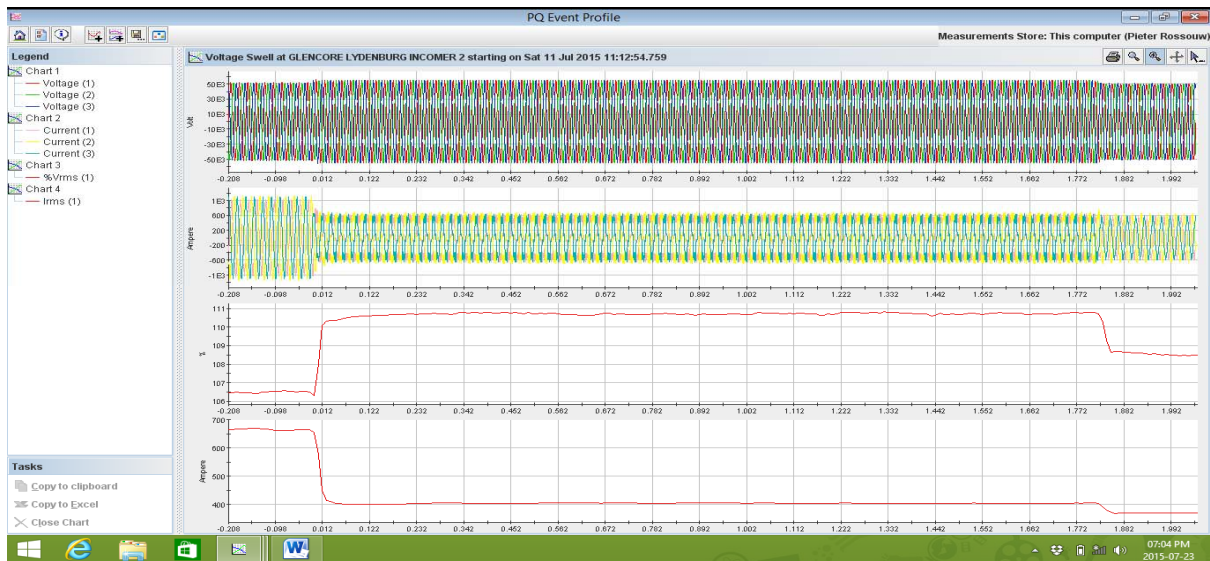 PQ Event Profile
Measurements Store: This computer (Pieter Rossouw)
Legend
Chart 1
Voltage (1)
Voltage (2)
Voltage (3)
Chart 2
Current (1)
Current (2)
Current (3)
Chart 3
%Vrms (1)
Chart 4
Irms (1)
Tasks
Copy to clipboard
Copy to Excel
Close Chart
Voltage Swell at GLENCORE LYDENBURG INCOMER 2 starting on Sat 11 Jul 2015 11:12:54.759
Volt
50E3
30E3
10E3
-10E3
-30E3
-50E3
-0.208 -0.098 0.012 0.122 0.232 0.342 0.452 0.562 0.672 0.782 0.892 1.002 1.112 1.222 1.332 1.442 1.552 1.662 1.772 1.882 1.992
Ampere
1E3
600
200
-200
-600
-1E3
-0.208 -0.098 0.012 0.122 0.232 0.342 0.452 0.562 0.672 0.782 0.892 1.002 1.112 1.222 1.332 1.442 1.552 1.662 1.772 1.882 1.992
%
111
110
109
108
107
106
-0.208 -0.098 0.012 0.122 0.232 0.342 0.452 0.562 0.672 0.782 0.892 1.002 1.112 1.222 1.332 1.442 1.552 1.662 1.772 1.882 1.992
Ampere
700
600
500
400
-0.208 -0.098 0.012 0.122 0.232 0.342 0.452 0.562 0.672 0.782 0.892 1.002 1.112 1.222 1.332 1.442 1.552 1.662 1.772 1.882 1.992
07:04 PM
2015-07-23